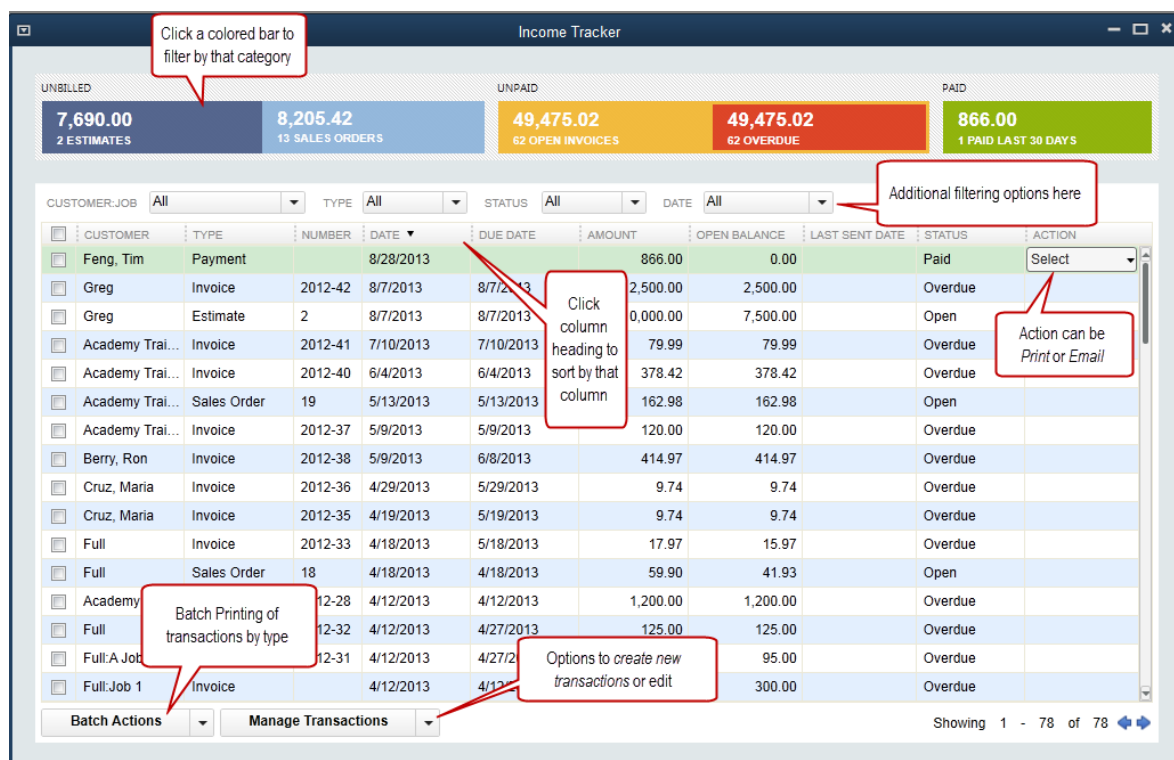 Income Tracker
Click a colored bar to
filter by that category
UNBILLED UNPAID PAID
7,690.00 8,205.42 49,475.02 49,475.02 866.00
2 ESTIMATES 13 SALES ORDERS 62 OPEN INVOICES 62 OVERDUE 1 PAID LAST 30 DAYS
Additional filtering options here
CUSTOMER:JOB All TYPE All STATUS All DATE All
CUSTOMER TYPE NUMBER DATE ▼ DUE DATE AMOUNT OPEN BALANCE LAST SENT DATE STATUS ACTION
Feng, Tim Payment 8/28/2013 866.00 0.00 Paid Select
Greg Invoice 2012-42 8/7/2013 2,500.00 2,500.00 Overdue
Greg Estimate 2 8/7/2013 8/7/2013 0,000.00 7,500.00 Open
Academy Trai... Invoice 2012-41 7/10/2013 7/10/2013 79.99 79.99 Overdue
Academy Trai... Invoice 2012-40 6/4/2013 6/4/2013 378.42 378.42 Overdue
Academy Trai... Sales Order 19 5/13/2013 5/13/2013 162.98 162.98 Open
Academy Trai... Invoice 2012-37 5/9/2013 5/9/2013 120.00 120.00 Overdue
Berry, Ron Invoice 2012-38 5/9/2013 6/8/2013 414.97 414.97 Overdue
Cruz, Maria Invoice 2012-36 4/29/2013 5/29/2013 9.74 9.74 Overdue
Cruz, Maria Invoice 2012-35 4/19/2013 5/19/2013 9.74 9.74 Overdue
Full Invoice 2012-33 4/18/2013 5/18/2013 17.97 15.97 Overdue
Full Sales Order 18 4/18/2013 4/18/2013 59.90 41.93 Open
Academy 12-28 4/12/2013 4/12/2013 1,200.00 1,200.00 Overdue
Full 12-32 4/12/2013 4/27/2013 125.00 125.00 Overdue
Full:A Job 12-31 4/12/2013 4/27/20 95.00 Overdue
Full:Job 1 Invoice 4/12/2013 300.00 Overdue
Click
column
heading to
sort by that
column
Action can be
Print or Email
Batch Printing of
transactions by type
Options to create new
transactions or edit
Batch Actions Manage Transactions Showing 1 - 78 of 78